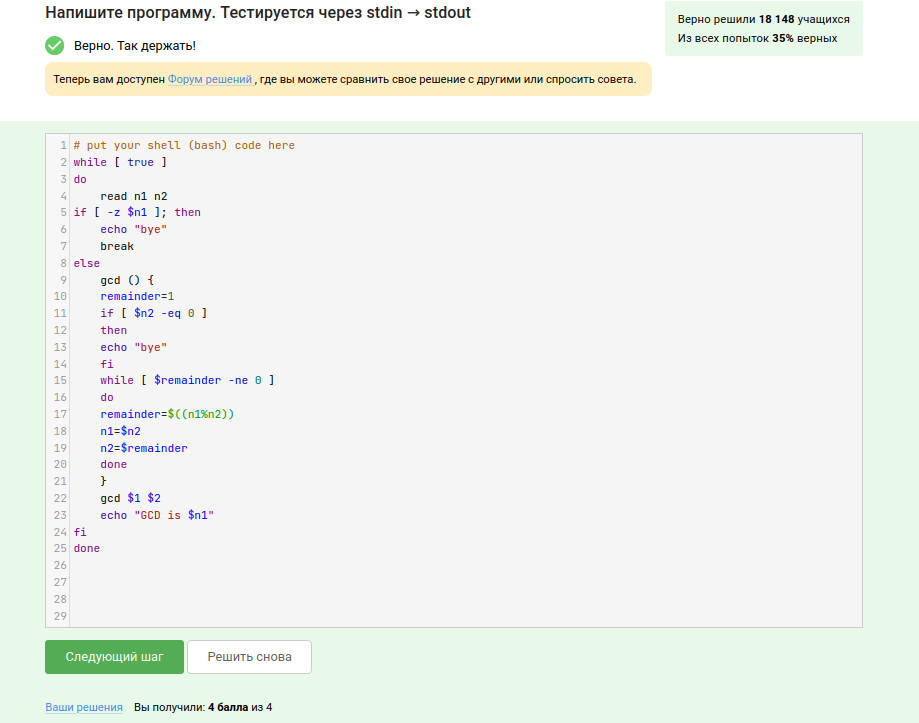 Напишите программу. Тестируется через stdin → stdout
Верно решили 18 148 учащихся
Из всех попыток 35% верных
Верно. Так держать!
Теперь вам доступен Форум решений , где вы можете сравнить свое решение с другими или спросить совета.
1 # put your shell (bash) code here
2 while [ true ]
3 do
4     read n1 n2
5 if [ -z $n1 ]; then
6     echo "bye"
7     break
8 else
9     gcd () {
10     remainder=1
11     if [ $n2 -eq 0 ]
12     then
13     echo "bye"
14     fi
15     while [ $remainder -ne 0 ]
16     do
17     remainder=$((n1%n2))
18     n1=$n2
19     n2=$remainder
20     done
21     }
22     gcd $1 $2
23     echo "GCD is $n1"
24 fi
25 done
26
27
28
29
Следующий шаг Решить снова
Ваши решения Вы получили: 4 балла из 4